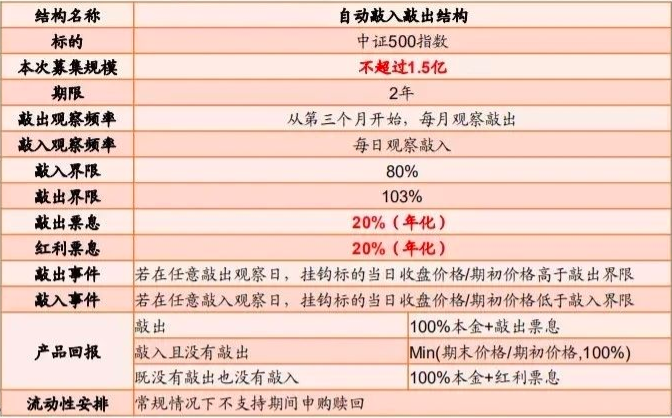 结构名称 自动敲入敲出结构
标的 中证500指数
本次募集规模 不超过1.5亿
期限 2年
敲出观察频率 从第三个月开始，每月观察敲出
敲入观察频率 每日观察敲入
敲入界限 80%
敲出界限 103%
敲出票息 20%（年化）
红利票息 20%（年化）
敲出事件 若在任意敲出观察日，挂钩标的当日收盘价格/期初价格高于敲出界限
敲入事件 若在任意敲入观察日，挂钩标的当日收盘价格/期初价格低于敲入界限
产品回报 敲出 100%本金+敲出票息
敲入且没有敲出 Min(期末价格/期初价格,100%)
既没有敲出也没有敲入 100%本金+红利票息
流动性安排 常规情况下不支持期间申购赎回